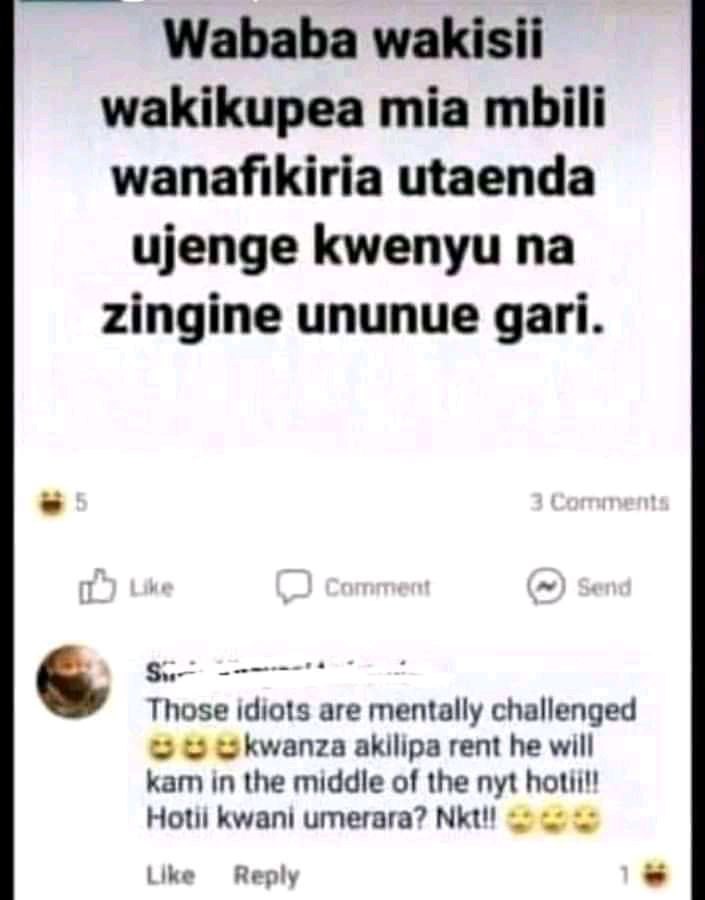 Wababa wakisii
wakikupea mia mbili
wanafikiria utaenda
ujenge kwenyu na
zingine ununue gari.
😆 5
3 Comments
Like
Comment
Send
Those idiots are mentally challenged
😆😆😆kwanza akilipa rent he will
kam in the middle of the nyt hotii!!
Hotii kwani umerara? Nkt!! 🙄🙄🙄
Like Reply
1 😆